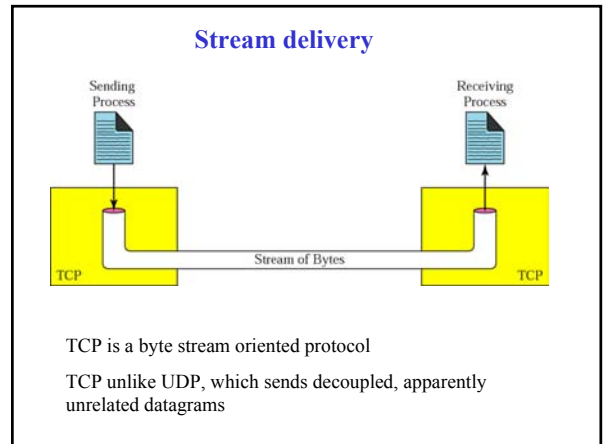 Stream delivery
Sending
Process
Receiving
Process
Stream of Bytes
TCP
TCP
TCP is a byte stream oriented protocol
TCP unlike UDP, which sends decoupled, apparently
unrelated datagrams